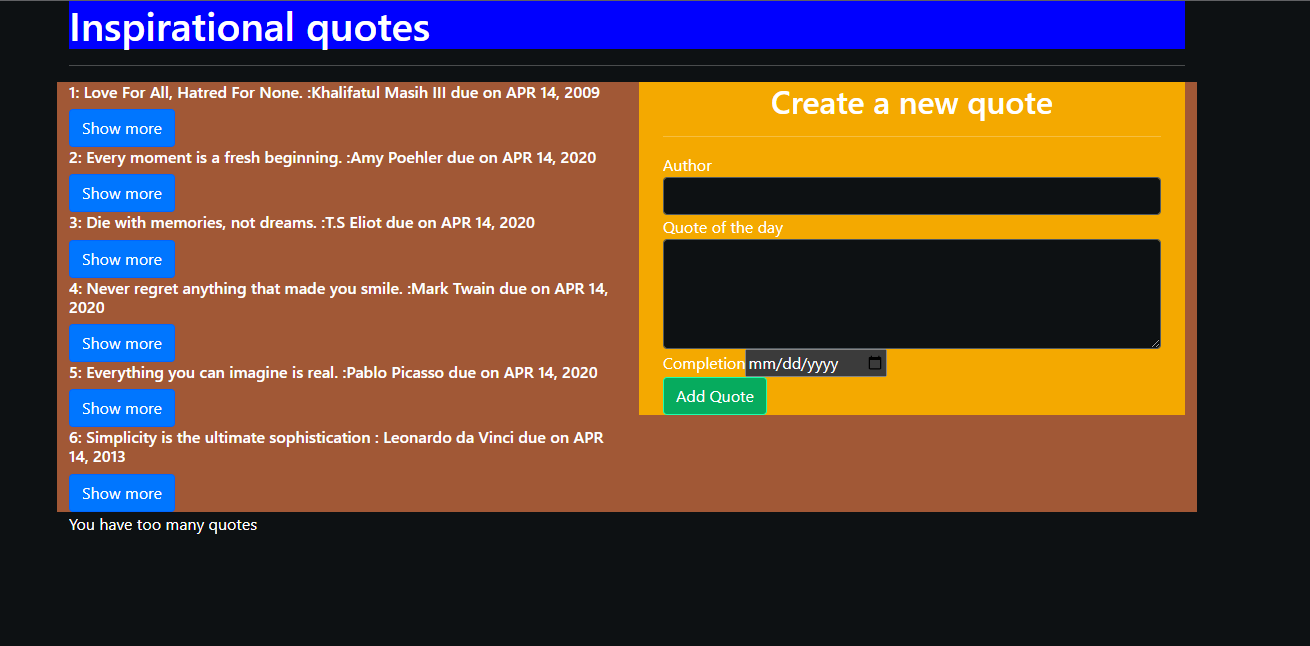 Inspirational quotes
1: Love For All, Hatred For None. :Khalifatul Masih III due on APR 14, 2009
Show more
2: Every moment is a fresh beginning. :Amy Poehler due on APR 14, 2020
Show more
3: Die with memories, not dreams. :T.S Eliot due on APR 14, 2020
Show more
4: Never regret anything that made you smile. :Mark Twain due on APR 14,
2020
Show more
5: Everything you can imagine is real. :Pablo Picasso due on APR 14, 2020
Show more
6: Simplicity is the ultimate sophistication : Leonardo da Vinci due on APR
14, 2013
Show more
You have too many quotes
Create a new quote
Author
Quote of the day
Completion mm/dd/yyyy
Add Quote